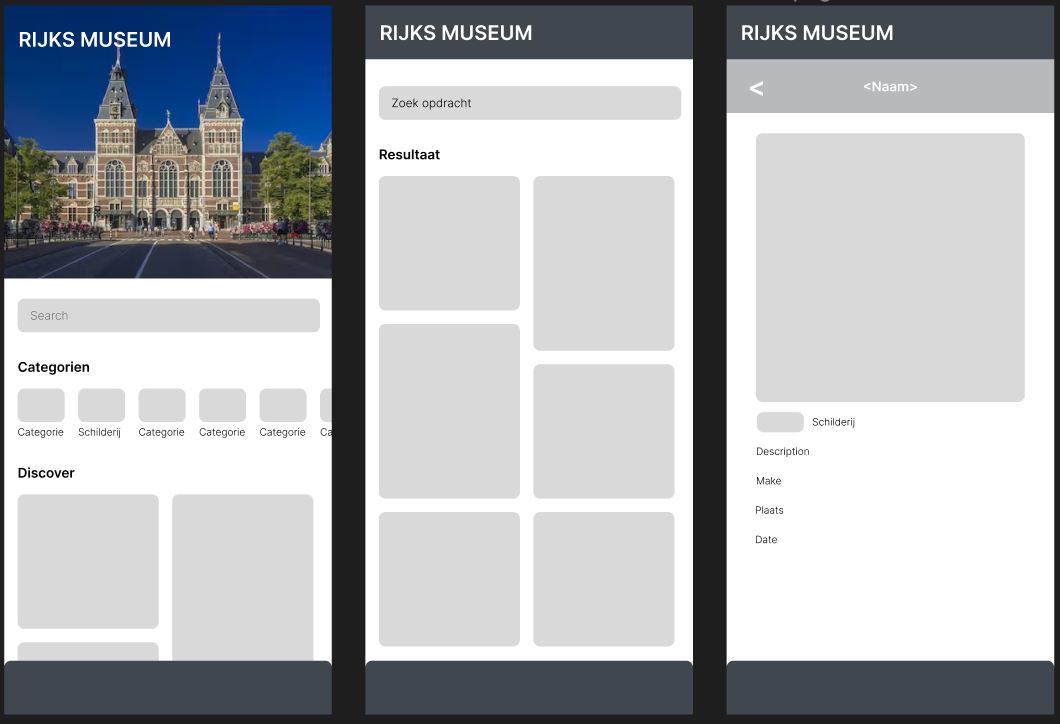 RIJKS MUSEUM
Search
Categorien
Categorie Schilderij Categorie Categorie Categorie Ca
Discover
RIJKS MUSEUM
Zoek opdracht
Resultaat
RIJKS MUSEUM
< <Naam>
Schilderij
Description
Make
Plaats
Date